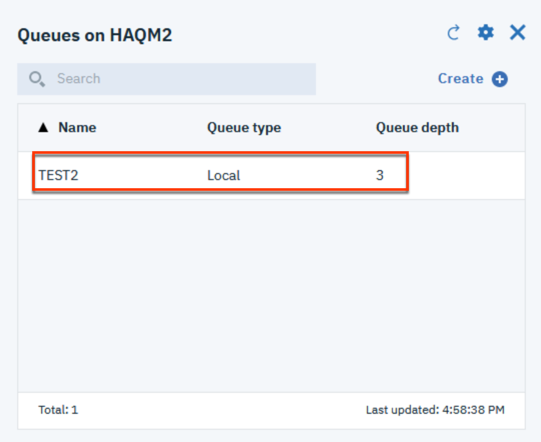 Queues on HAQM2
Search
Create
Name Queue type Queue depth
TEST2 Local 3
Total: 1 Last updated: 4:58:38 PM